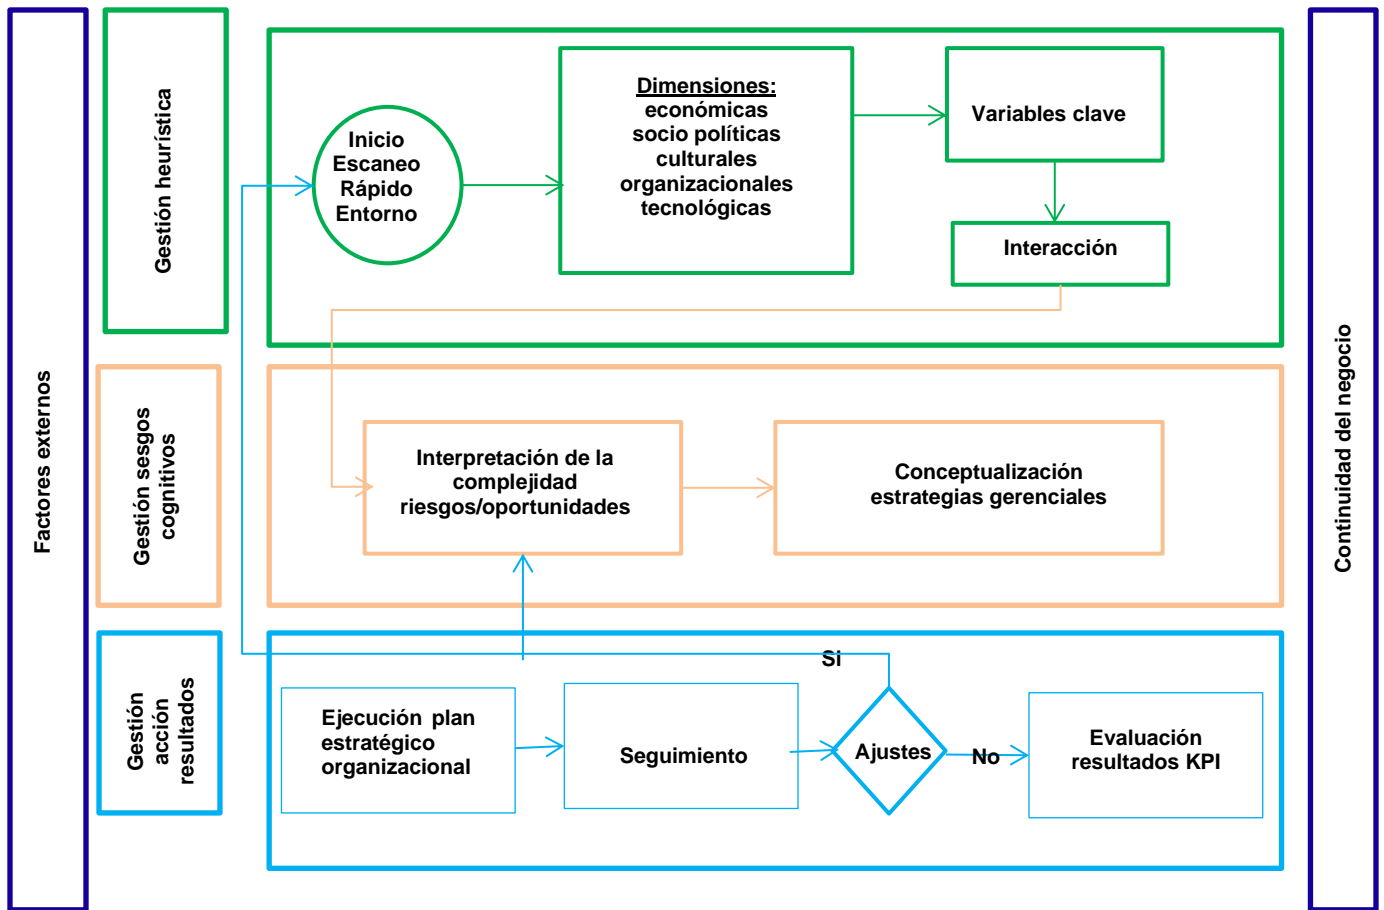 Factores externos
Gestión heurística
Inicio
Escaneo
Rápido
Entorno
Dimensiones:
económicas
socio políticas
culturales
organizacionales
tecnológicas
Variables clave
Interacción
Gestión sesgos
cognitivos
Interpretación de la
complejidad
riesgos/oportunidades
Conceptualización
estrategias gerenciales
Gestión
acción
resultados
Ejecución plan
estratégico
organizacional
Seguimiento
Si
Ajustes
No
Evaluación
resultados KPI
Continuidad del negocio